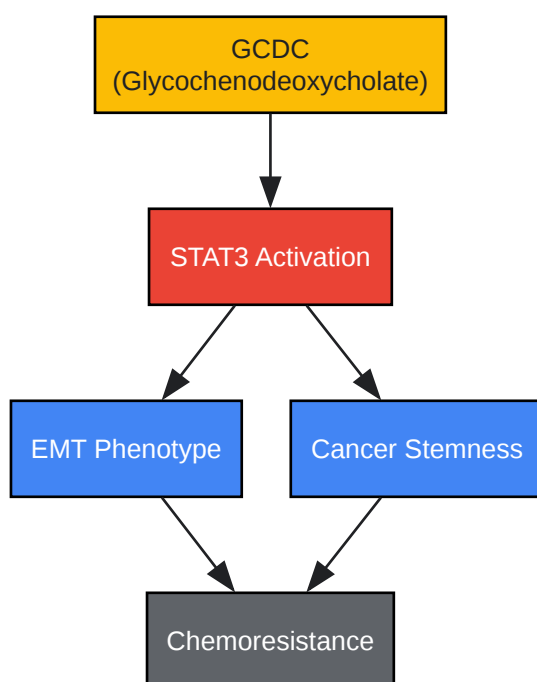 GCDC
(Glycochenodeoxycholate)
STAT3 Activation
EMT Phenotype
Cancer Stemness
Chemoresistance